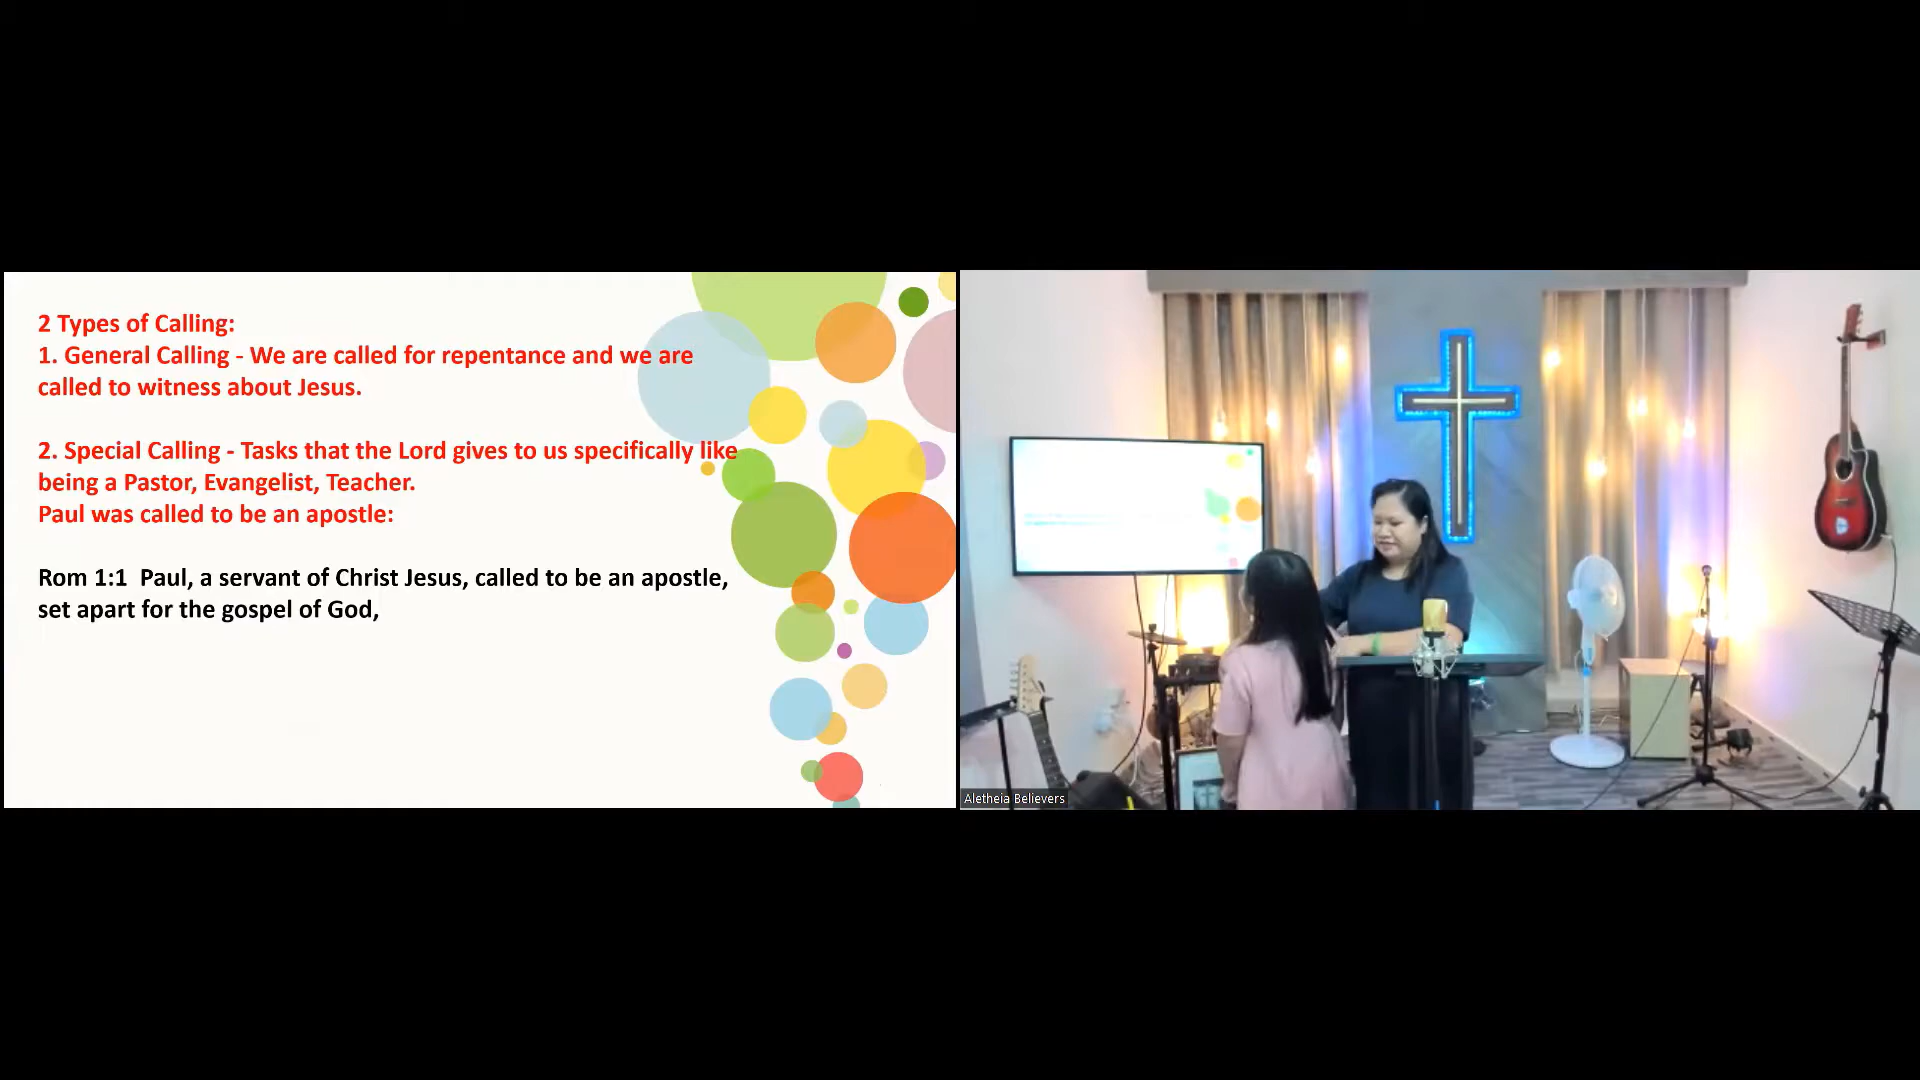 2 Types of Calling:
1. General Calling - We are called for repentance and we are
called to witness about Jesus.
2. Special Calling - Tasks that the Lord gives to us specifically like
being a Pastor, Evangelist, Teacher.
Paul was called to be an apostle:
Rom 1:1  Paul, a servant of Christ Jesus, called to be an apostle,
set apart for the gospel of God,
Aletheia Believers